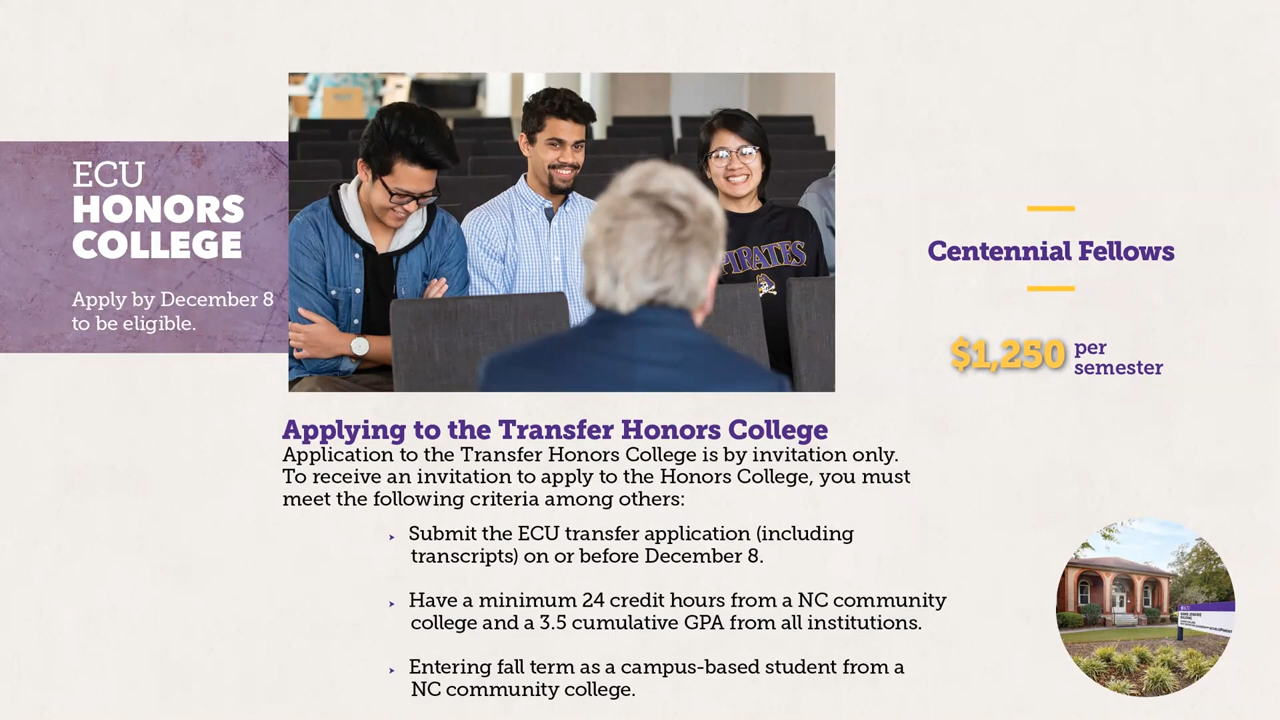 ECU
HONORS
COLLEGE
Apply by December 8
to be eligible.
PIRATES
Centennial Fellows
$1,250 per
semester
Applying to the Transfer Honors College
Application to the Transfer Honors College is by invitation only.
To receive an invitation to apply to the Honors College, you must
meet the following criteria among others:
Submit the ECU transfer application (including
transcripts) on or before December 8.
Have a minimum 24 credit hours from a NC community
college and a 3.5 cumulative GPA from all institutions.
Entering fall term as a campus-based student from a
NC community college.